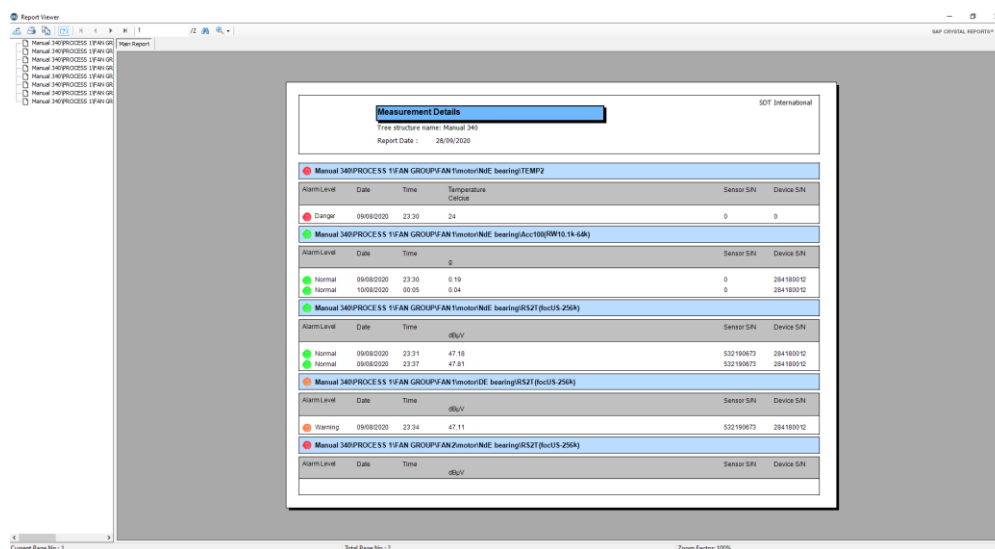 Report Viewer
1 /2
SAP CRYSTAL REPORTS®
Manual 340\PROCESS 1\FAN GR
Manual 340\PROCESS 1\FAN GR
Manual 340\PROCESS 1\FAN GR
Manual 340\PROCESS 1\FAN GR
Manual 340\PROCESS 1\FAN GR
Manual 340\PROCESS 1\FAN GR
Manual 340\PROCESS 1\FAN GR
Manual 340\PROCESS 1\FAN GR
Main Report
SDT International
Measurement Details
Tree structure name: Manual 340
Report Date : 28/09/2020
Manual 340\PROCESS 1\FAN GROUP\FAN1\motor\NdE bearing\TEMP2
Alarm Level Date Time Temperature Sensor S/N Device S/N
Celcius
Danger 09/08/2020 23:30 24 0 0
Manual 340\PROCESS 1\FAN GROUP\FAN1\motor\NdE bearing\Acc100(RW10.1k-64k)
Alarm Level Date Time Sensor S/N Device S/N
g
Normal 09/08/2020 23:30 0.19 0 284180012
Normal 10/08/2020 00:05 0.04 0 284180012
Manual 340\PROCESS 1\FAN GROUP\FAN1\motor\NdE bearing\RS2T(focUS-256k)
Alarm Level Date Time Sensor S/N Device S/N
dBµV
Normal 09/08/2020 23:31 47.18 532190673 284180012
Normal 09/08/2020 23:37 47.81 532190673 284180012
Manual 340\PROCESS 1\FAN GROUP\FAN1\motor\DE bearing\RS2T(focUS-256k)
Alarm Level Date Time Sensor S/N Device S/N
dBµV
Warning 09/08/2020 23:34 47.11 532190673 284180012
Manual 340\PROCESS 1\FAN GROUP\FAN2\motor\NdE bearing\RS2T(focUS-256k)
Alarm Level Date Time Sensor S/N Device S/N
dBµV
Current Page No.: 1 Total Page No.: 2 Zoom Factor: 100%